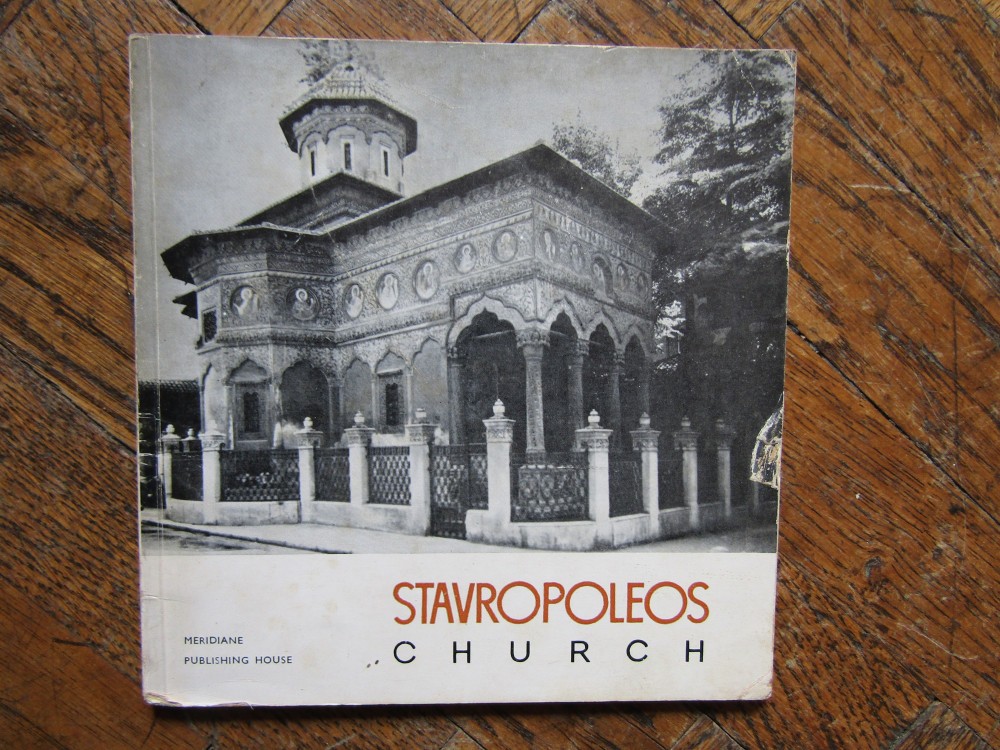 STAVROPOLEOS
CHURCH
MERIDIANE
PUBLISHING HOUSE